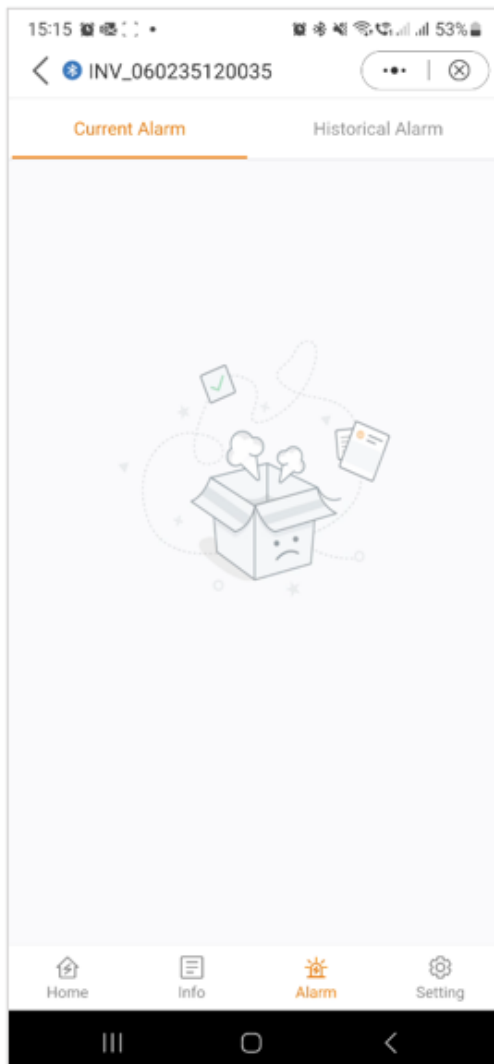 15:15 53%
INV_060235120035
Current Alarm Historical Alarm
Home Info Alarm Setting